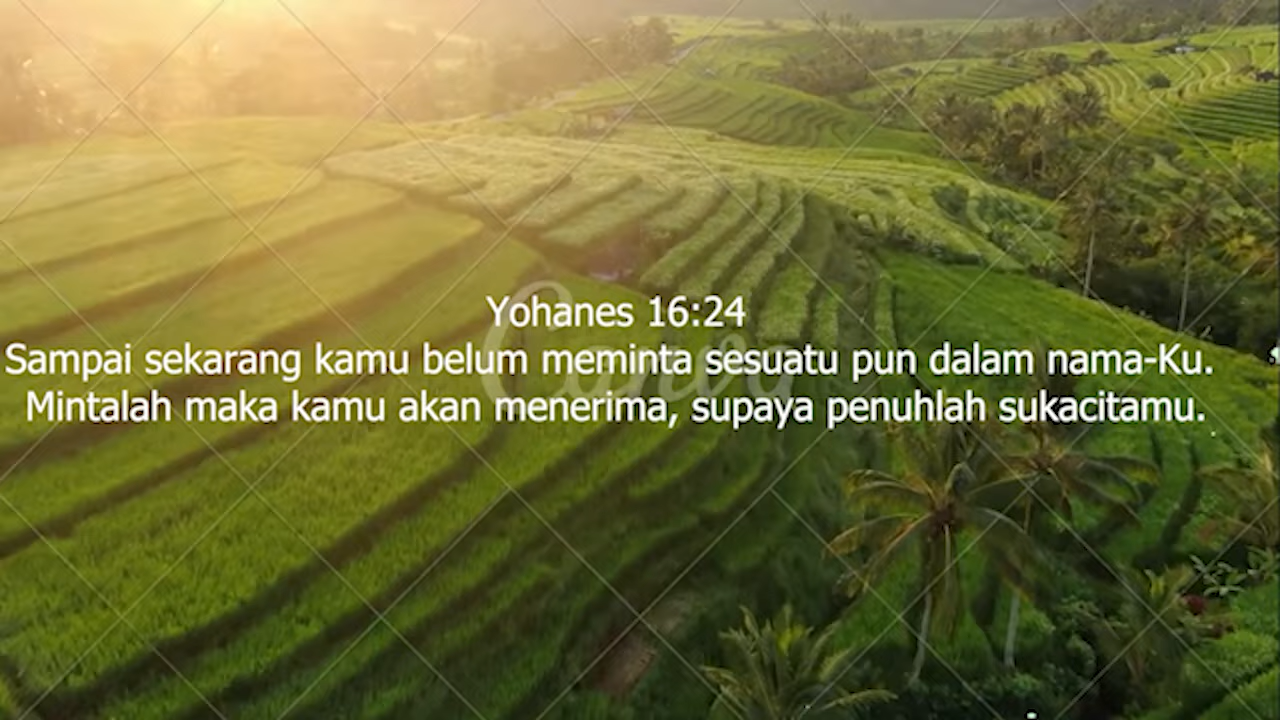 Yohanes 16:24
Sampai sekarang kamu belum meminta sesuatu pun dalam nama-Ku.
Mintalah maka kamu akan menerima, supaya penuhlah sukacitamu.
Canva